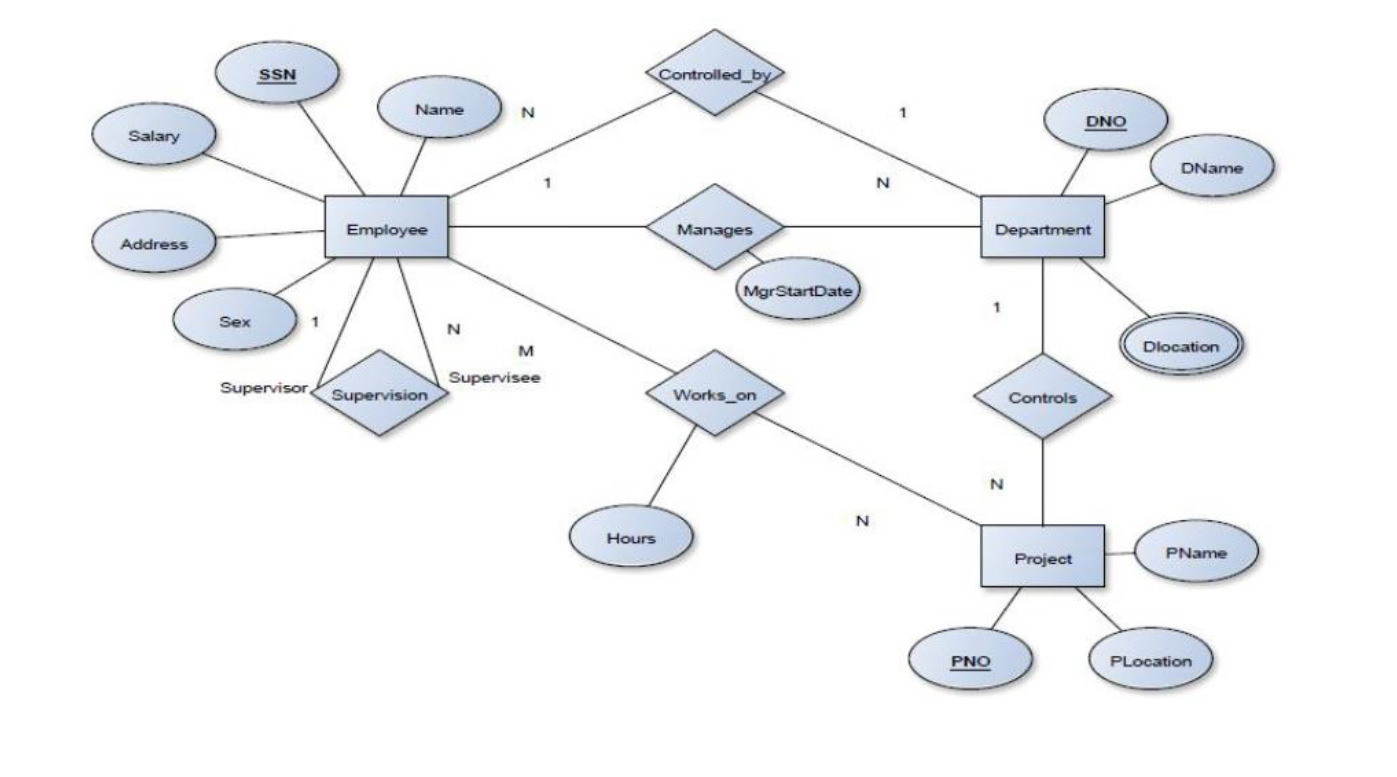 Controlled_by
SSN
Name
N
1
DNO
Salary
DName
1
N
Employee
Manages
Department
Address
MgrStartDate
Sex
1
N
1
Dlocation
M
Supervisor
Supervision
Supervisee
Works_on
Controls
N
N
Hours
Project
PName
PNO
PLocation